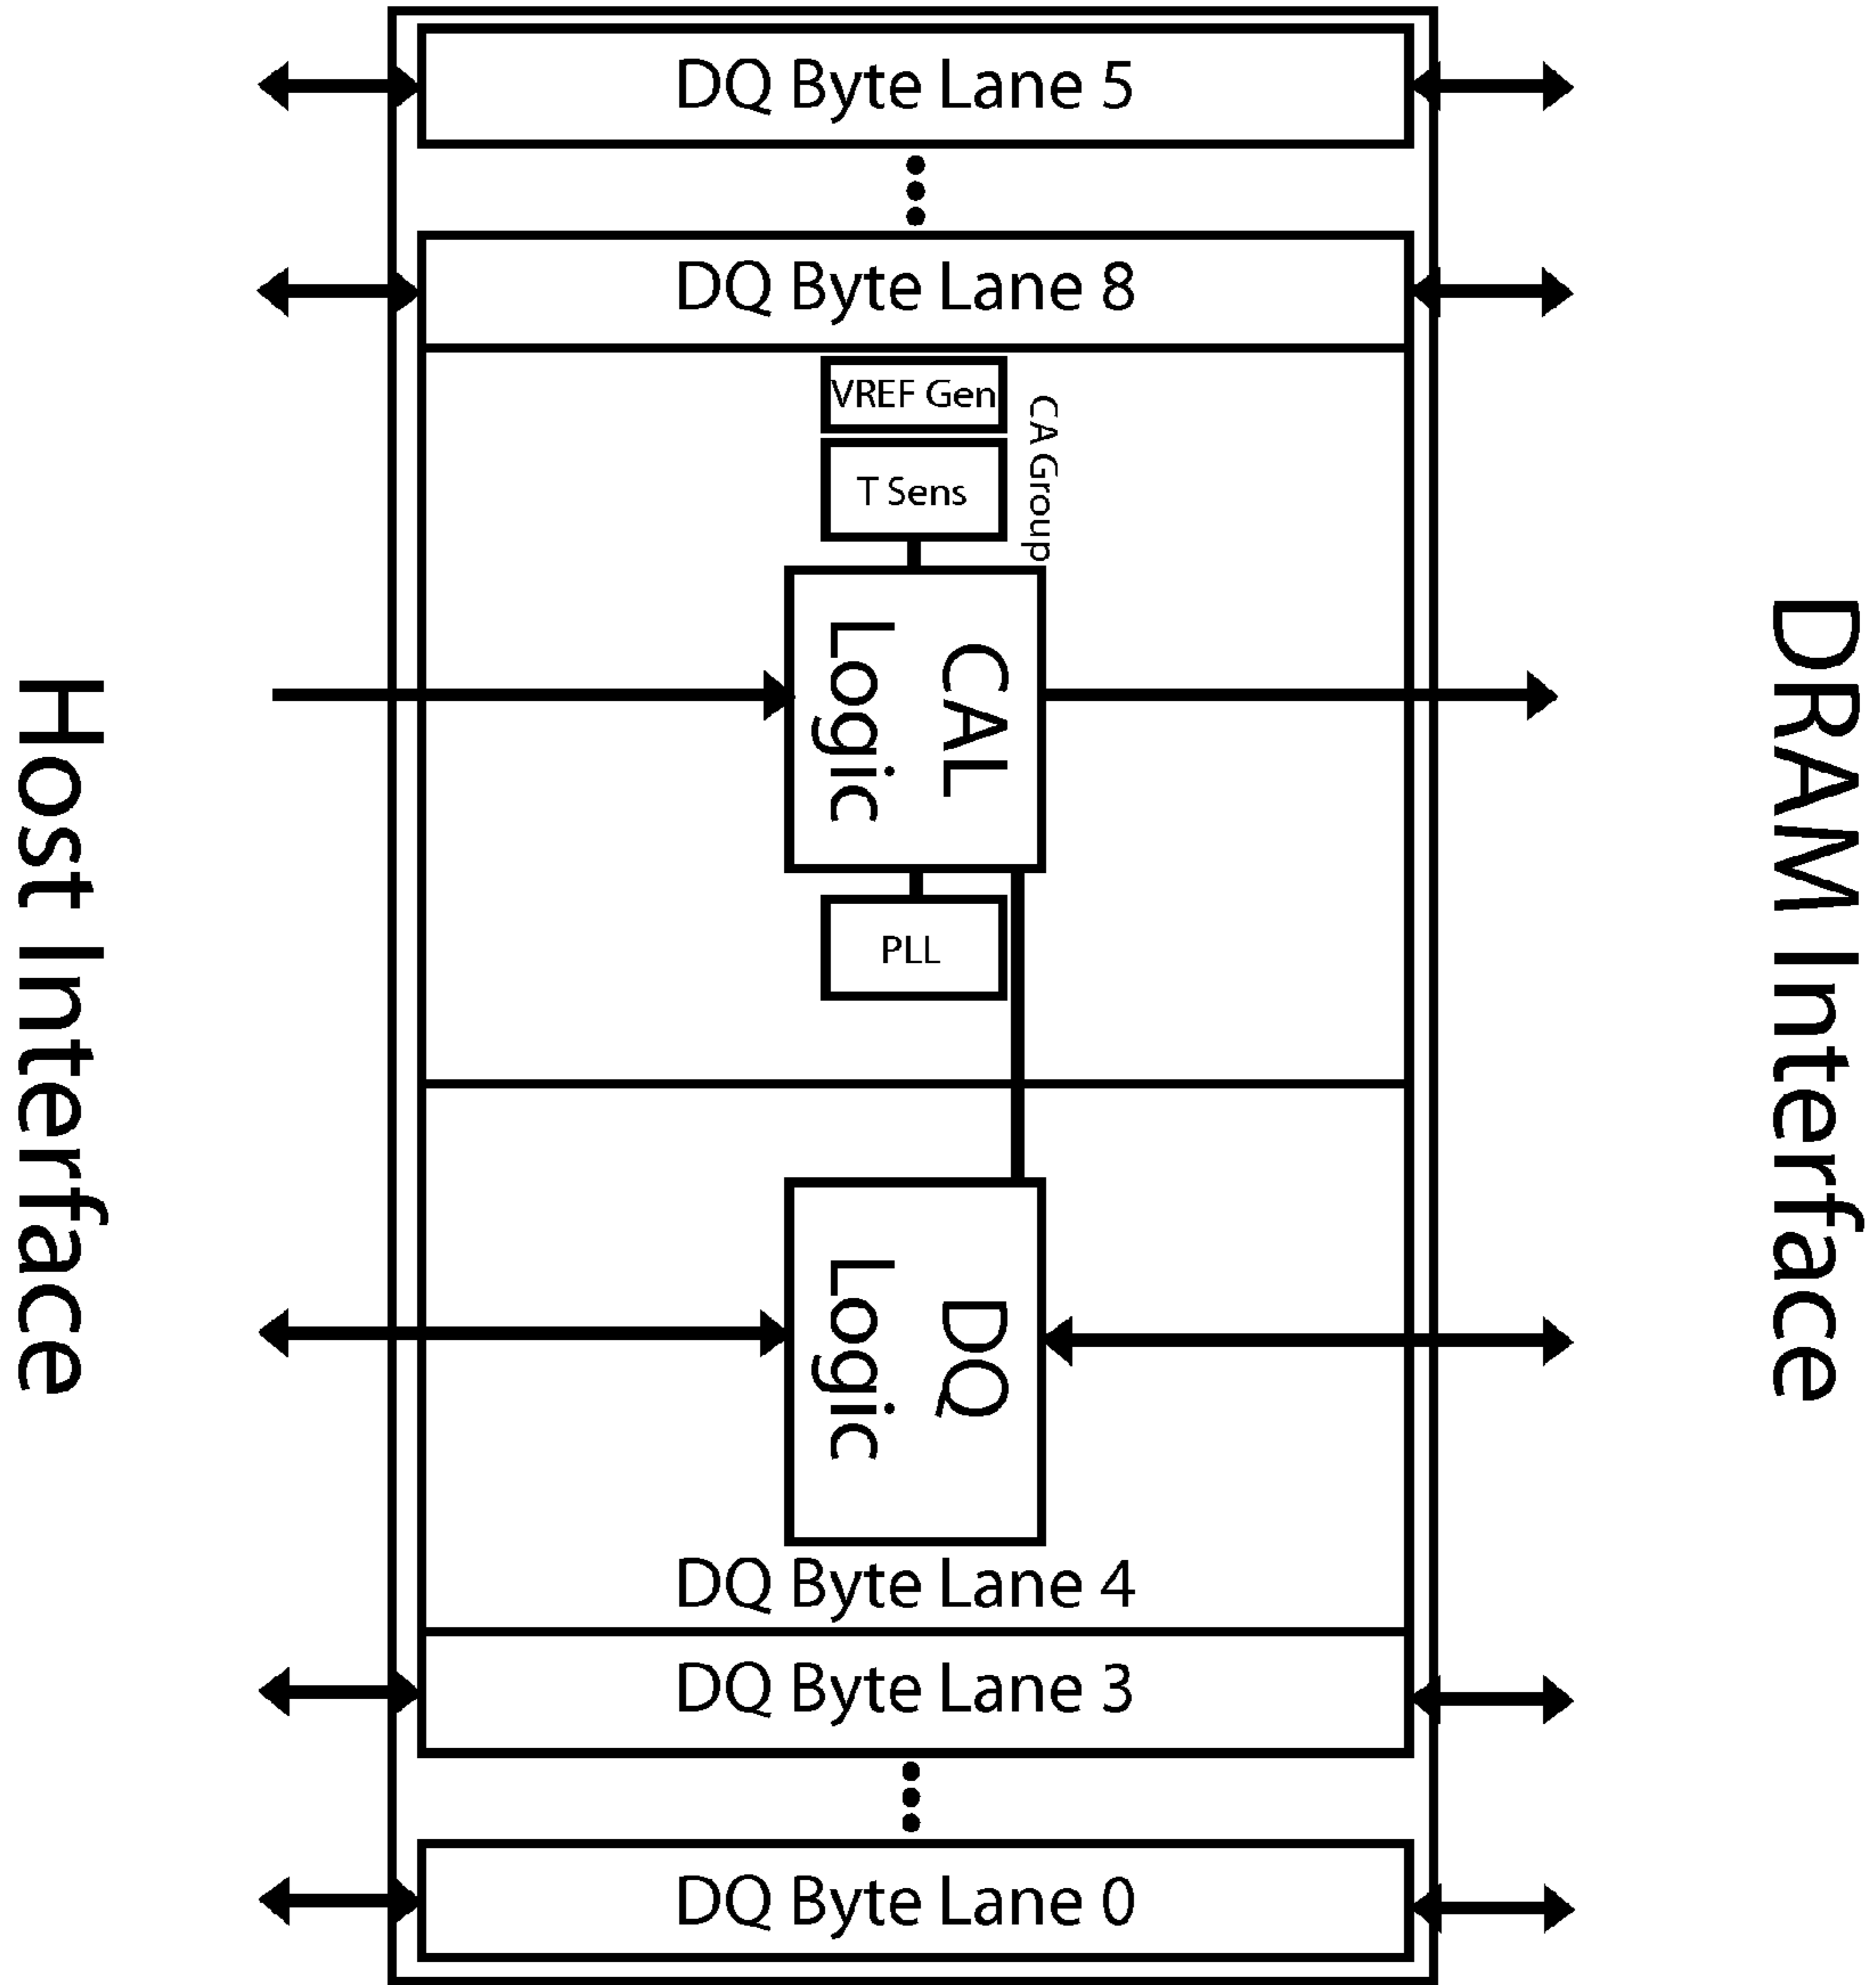 DQ Byte Lane 5
DQ Byte Lane 8
VREF Gen
CA Group
T Sens
CAL
Logic
PLL
DQ
Logic
DQ Byte Lane 4
DQ Byte Lane 3
DQ Byte Lane 0
Host Interface
DRAM Interface